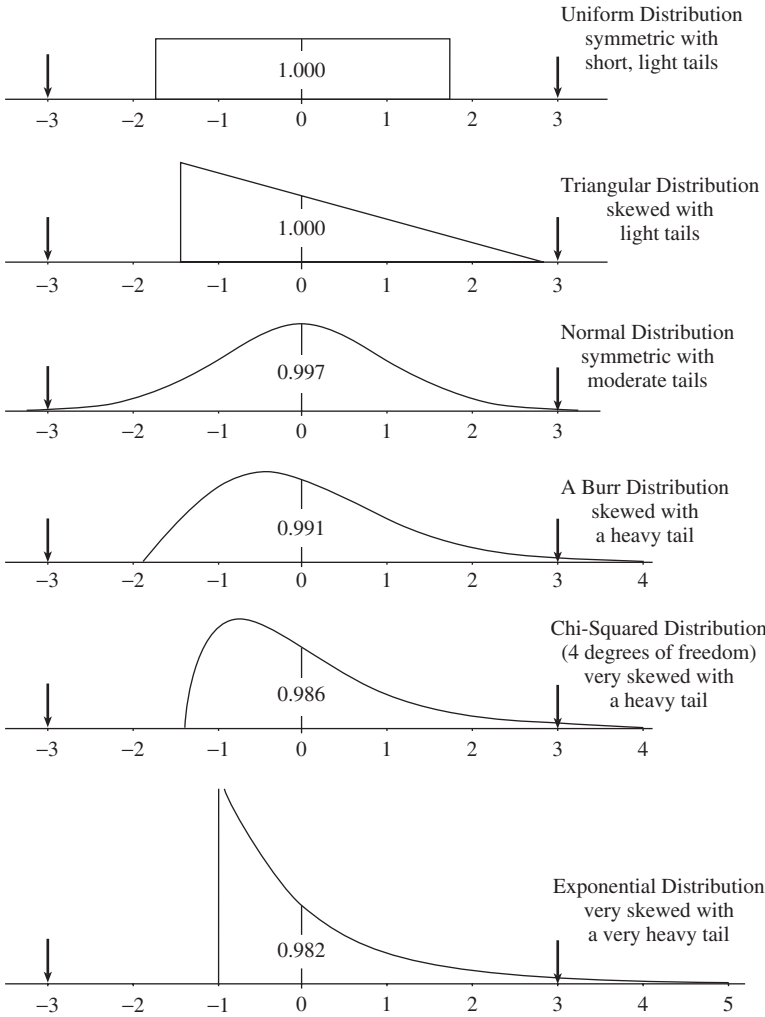 Uniform Distribution
symmetric with
short, light tails
1.000
−3 −2 −1 0 1 2 3
Triangular Distribution
skewed with
light tails
1.000
−3 −2 −1 0 1 2 3
Normal Distribution
symmetric with
moderate tails
0.997
−3 −2 −1 0 1 2 3
A Burr Distribution
skewed with
a heavy tail
0.991
−3 −2 −1 0 1 2 3 4
Chi-Squared Distribution
(4 degrees of freedom)
very skewed with
a heavy tail
0.986
−3 −2 −1 0 1 2 3 4
Exponential Distribution
very skewed with
a very heavy tail
0.982
−3 −2 −1 0 1 2 3 4 5